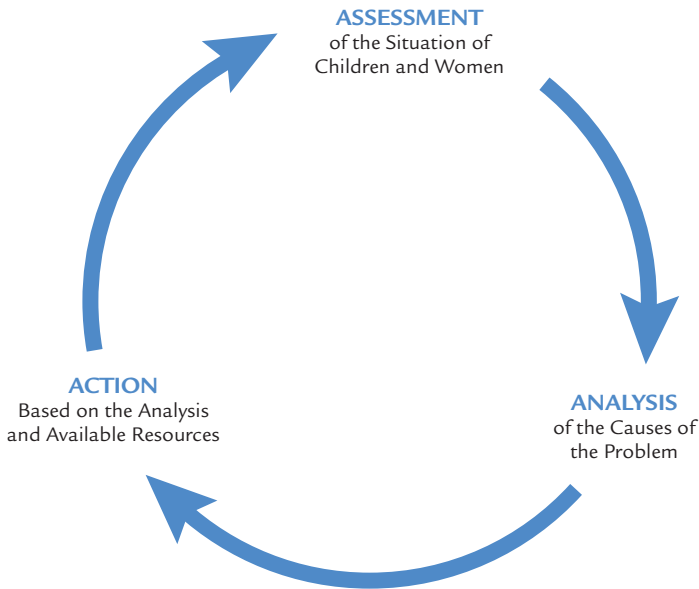 ASSESSMENT
of the Situation of
Children and Women
ANALYSIS
of the Causes of
the Problem
ACTION
Based on the Analysis
and Available Resources